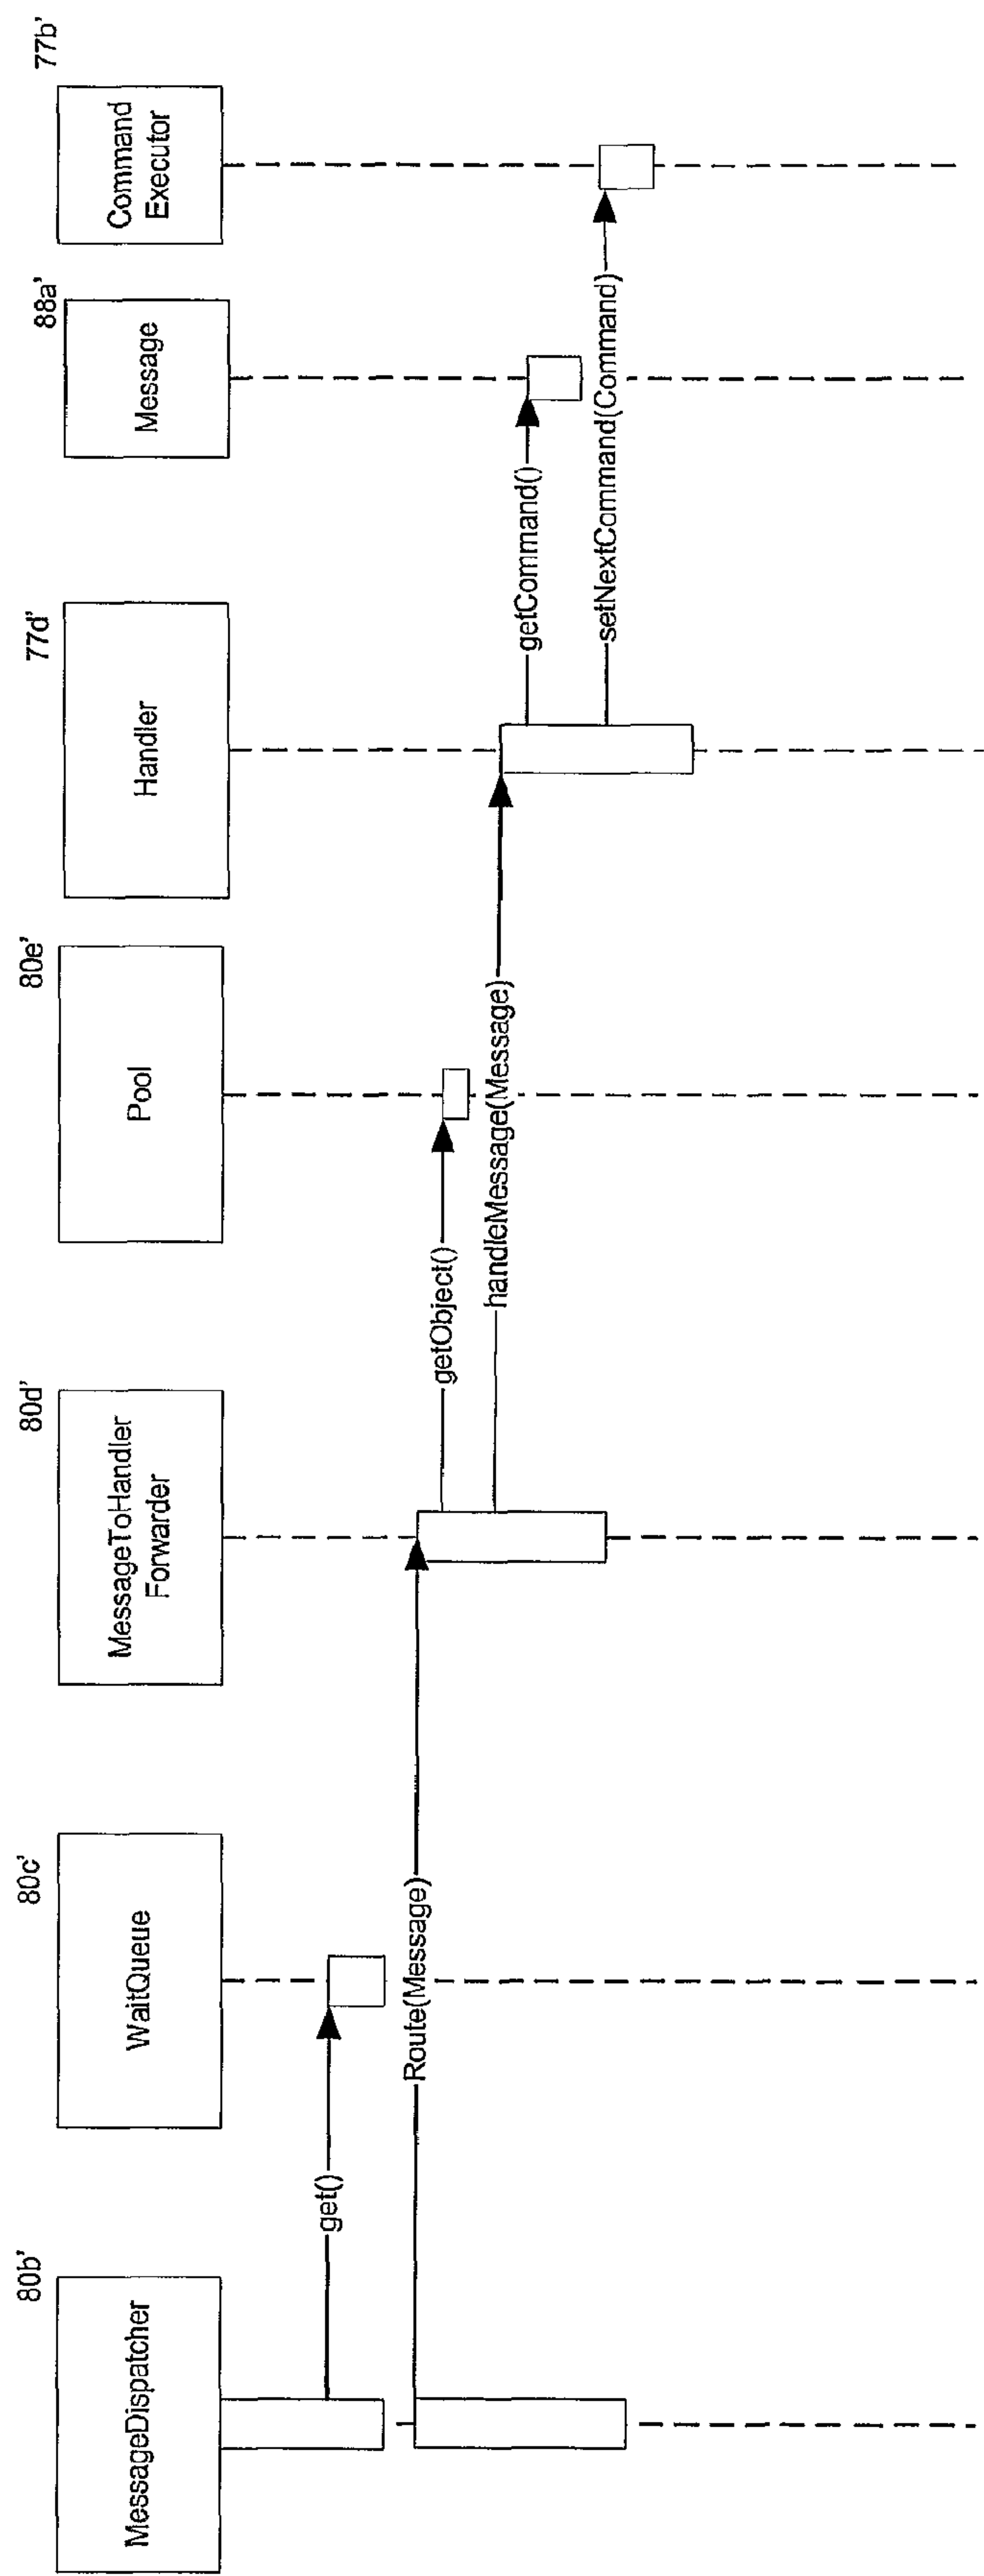 80b'
80c'
80d'
80e'
77d'
88a'
77b'
MessageDispatcher
WaitQueue
MessageToHandler
Forwarder
Pool
Handler
Message
Command
Executor
get()
Route(Message)
getObject()
handleMessage(Message)
getCommand()
setNextCommand(Command)